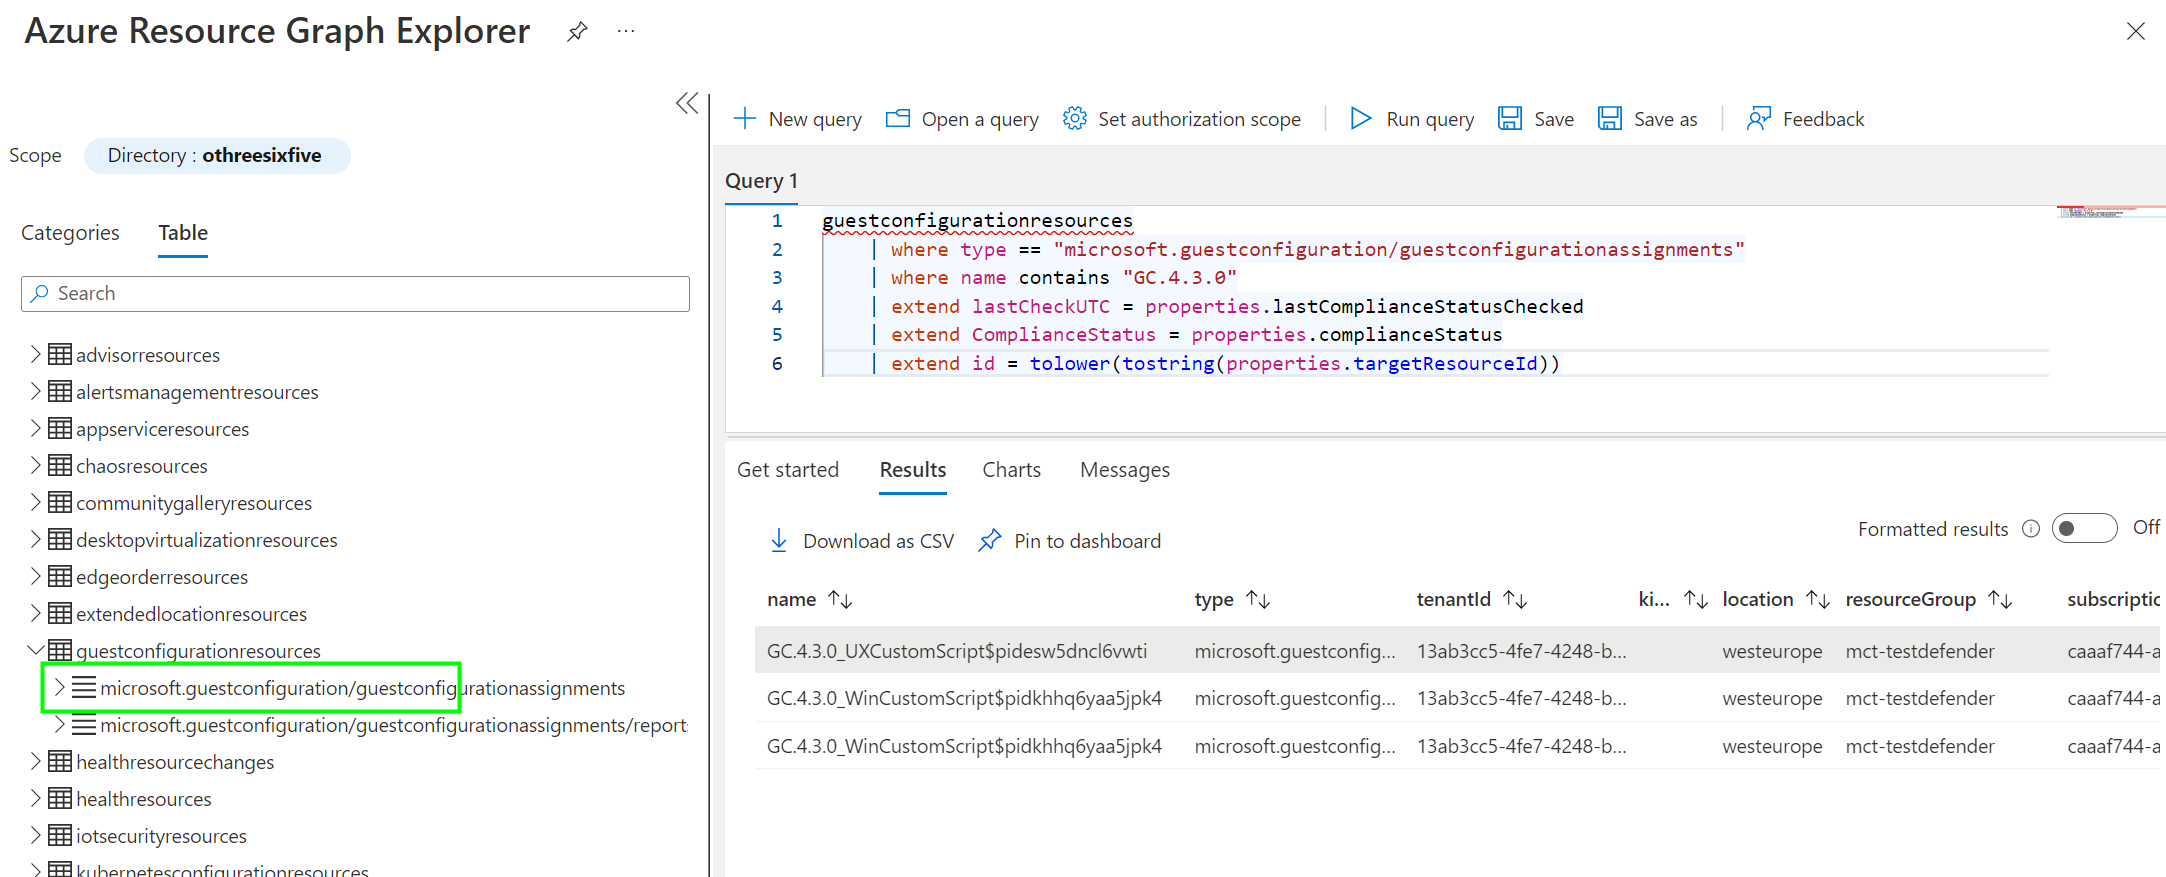 Azure Resource Graph Explorer
Scope
Directory : othreesixfive
Categories
Table
Search
advisorresources
alertsmanagementresources
appserviceresources
chaosresources
communitygalleryresources
desktopvirtualizationresources
edgeorderresources
extendedlocationresources
guestconfigurationresources
microsoft.guestconfiguration/guestconfigurationassignments
microsoft.guestconfiguration/guestconfigurationassignments/reports
healthresourcechanges
healthresources
iotsecurityresources
kubernetesconfigurationresources
New query
Open a query
Set authorization scope
Run query
Save
Save as
Feedback
Query 1
1 guestconfigurationresources
2 | where type == "microsoft.guestconfiguration/guestconfigurationassignments"
3 | where name contains "GC.4.3.0"
4 | extend lastCheckUTC = properties.lastComplianceStatusChecked
5 | extend ComplianceStatus = properties.complianceStatus
6 | extend id = tolower(tostring(properties.targetResourceId))
Get started
Results
Charts
Messages
Download as CSV
Pin to dashboard
Formatted results
Off
name type tenantId ki... location resourceGroup subscriptic
GC.4.3.0_UXCustomScript$pidesw5dncl6vwti microsoft.guestconfig... 13ab3cc5-4fe7-4248-b... westeurope mct-testdefender caaaf744-a
GC.4.3.0_WinCustomScript$pidkhhq6yaa5jpk4 microsoft.guestconfig... 13ab3cc5-4fe7-4248-b... westeurope mct-testdefender caaaf744-a
GC.4.3.0_WinCustomScript$pidkhhq6yaa5jpk4 microsoft.guestconfig... 13ab3cc5-4fe7-4248-b... westeurope mct-testdefender caaaf744-a